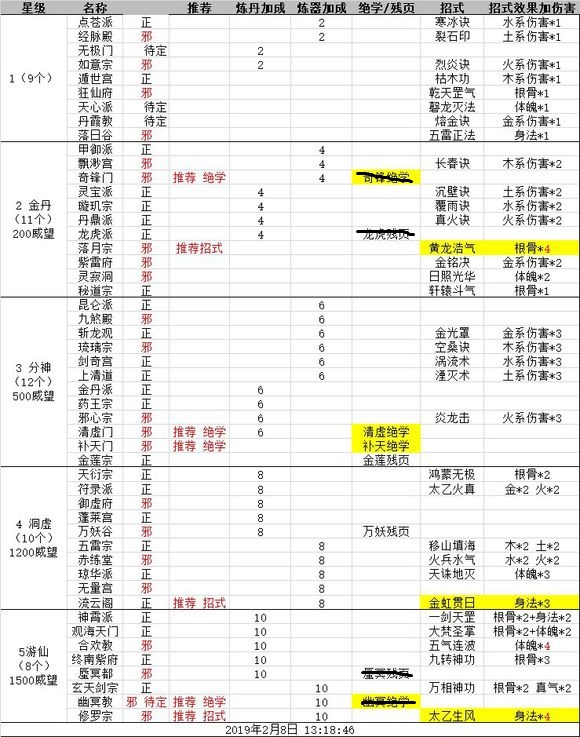 星级 名称 推荐 炼丹加成 炼器加成 绝学/残页 招式 招式效果加伤害
点苍派 正 2 寒冰诀 水系伤害*1
经脉殿 邪 2 裂石印 土系伤害*1
无极门 待定 2
如意宗 邪 2 烈炎诀 火系伤害*1
1（9个） 遁世宫 正 枯木功 木系伤害*1
狂仙府 邪 乾天罡气 根骨*1
天心派 待定 磐龙灭法 体魄*1
丹霞教 待定 熔金诀 金系伤害*1
落日谷 邪 五雷正法 身法*1
甲御派 正 4
飘渺宫 邪 4 长春诀 木系伤害*2
奇锋门 邪 推荐 绝学 4 奇锋绝学
灵宝派 正 4 沉壁诀 土系伤害*2
2 金丹 璇玑宗 正 4 覆雨诀 水系伤害*2
（11个） 丹鼎派 正 4 真火诀 火系伤害*2
200威望 龙虎派 正 4 龙虎残页
落月宗 邪 推荐招式 黄龙浩气 根骨*4
紫雷府 邪 金铭决 金系伤害*2
灵寂洞 邪 日照光华 体魄*2
秘道宗 正 轩辕斗气 根骨*1
昆仑派 正 6
九煞殿 邪 6
斩龙观 正 6 金光罩 金系伤害*3
琉璃宗 邪 6 空桑诀 木系伤害*3
3 分神 剑奇宫 正 6 涡流术 水系伤害*3
（12个） 上清道 正 6 湮灭术 土系伤害*3
500威望 金丹派 正 6
药王宗 正 6
邪心宗 邪 6 炎龙击 火系伤害*3
清虚门 邪 推荐 绝学 6 清虚绝学
补天门 邪 推荐 绝学 补天绝学
金莲宗 正 金莲残页
天衍宗 正 8 鸿蒙无极 根骨*2
符录派 正 8 太乙火真 金*2 火*2
御虚府 邪 8
蓬莱宫 正 8
4 洞虚 万妖谷 邪 8 万妖残页
（10个） 五雷宗 正 8 移山填海 木*2 土*2
1200威望 赤练堂 邪 8 火兵水气 水*2 火*2
琼华派 正 8 天诛地灭 体魄*3
无量宫 正 8
流云阁 正 推荐 招式 8 金虹贯日 身法*3
神霄派 正 10 一剑天罡 根骨*2+身法*2
观海天门 正 10 大梵圣掌 根骨*2+体魄*2
合欢教 邪 10 五气连波 体魄*4
5游仙 终南紫府 正 10 九转神功 根骨*3
（8个） 蜃冥都 邪 10 蜃冥残页
1500威望 玄天剑宗 正 10 万相神功 根骨*2 真气*2
幽冥教 邪 待定 推荐 绝学 10 幽冥绝学
修罗宗 邪 推荐 招式 10 太乙生风 身法*4
2019年2月8日 13:18:46